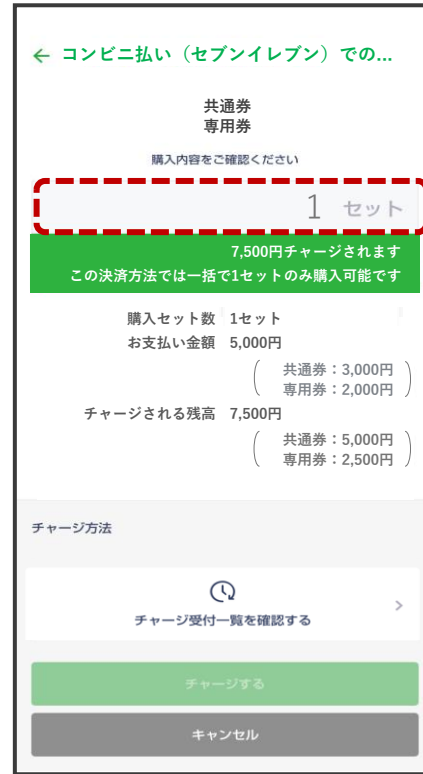 ← コンビニ払い（セブンイレブン）での...
共通券
専用券
購入内容をご確認ください
1 セット
7,500円チャージされます
この決済方法では一括で1セットのみ購入可能です
購入セット数 1セット
お支払い金額 5,000円
（共通券：3,000円
専用券：2,000円）
チャージされる残高 7,500円
（共通券：5,000円
専用券：2,500円）
チャージ方法
チャージ受付一覧を確認する
チャージする
キャンセル